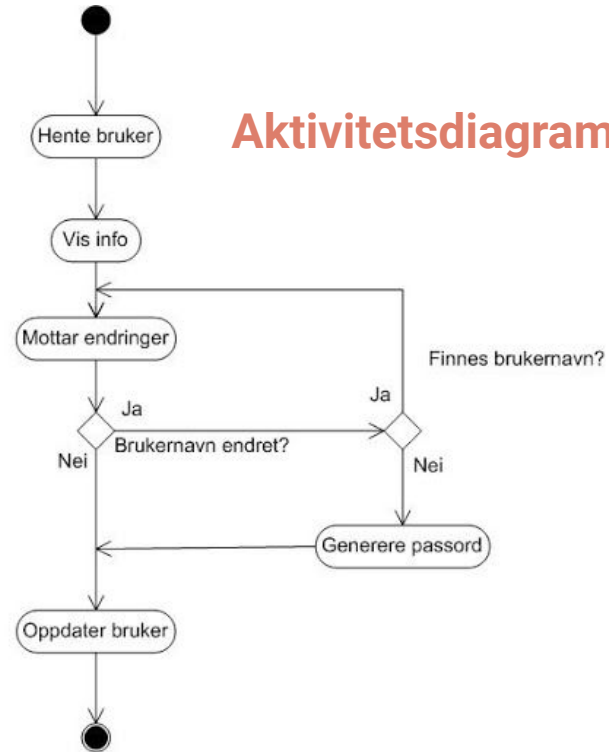 Aktivitetsdiagram
Hente bruker
Vis info
Mottar endringer
Finnes brukernavn?
Ja
Ja
Brukernavn endret?
Nei
Nei
Generere passord
Oppdater bruker